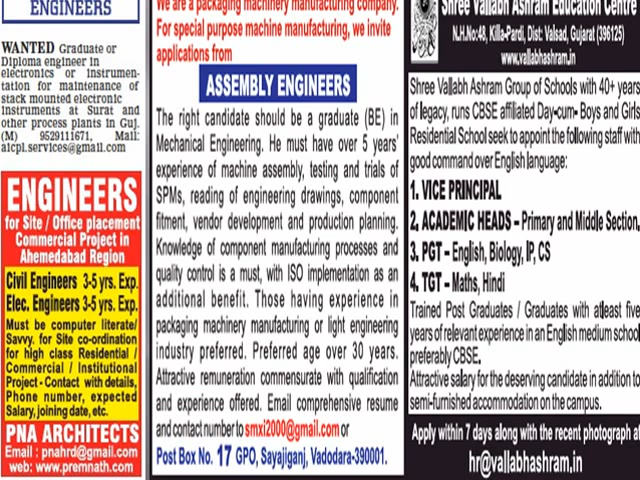 ENGINEERS
WANTED Graduate or
Diploma engineer in
electronics or instrumen-
tation for maintenance of
stack mounted electronic
instruments at Surat and
other process plants in Guj.
(M) 9529111671, Mail:
aicpl.services@gmail.com
ENGINEERS
for Site / Office placement
Commercial Project in
Ahemedabad Region
Civil Engineers 3-5 yrs. Exp.
Elec. Engineers 3-5 yrs. Exp.
Must be computer literate/
Savvy. for Site co-ordination
for high class Residential /
Commercial / Institutional
Project - Contact with details,
Phone number, expected
Salary, joining date, etc.
PNA ARCHITECTS
Email : pnahrd@gmail.com
web: www.premnath.com
We are a packaging machinery manufacturing company.
For special purpose machine manufacturing, we invite
applications from
ASSEMBLY ENGINEERS
The right candidate should be a graduate (BE) in
Mechanical Engineering. He must have over 5 years'
experience of machine assembly, testing and trials of
SPMs, reading of engineering drawings, component
fitment, vendor development and production planning.
Knowledge of component manufacturing processes and
quality control is a must, with ISO implementation as an
additional benefit. Those having experience in
packaging machinery manufacturing or light engineering
industry preferred. Preferred age over 30 years.
Attractive remuneration commensurate with qualification
and experience offered. Email comprehensive resume
and contact number to smxi2000@gmail.com or
Post Box No. 17 GPO, Sayajiganj, Vadodara-390001.
Shree Vallabh Ashram Education Centre
N.H.No:48, Killa-Pardi, Dist: Valsad, Gujarat (396125)
www.vallabhashram.in
Shree Vallabh Ashram Group of Schools with 40+ years
of legacy, runs CBSE affiliated Day-cum- Boys and Girls
Residential School seek to appoint the following staff with
good command over English language:
1. VICE PRINCIPAL
2. ACADEMIC HEADS – Primary and Middle Section.
3. PGT – English, Biology, IP, CS
4. TGT – Maths, Hindi
Trained Post Graduates / Graduates with atleast five
years of relevant experience in an English medium school
preferably CBSE.
Attractive salary for the deserving candidate in addition to
semi-furnished accommodation on the campus.
Apply within 7 days along with the recent photograph at
hr@vallabhashram.in